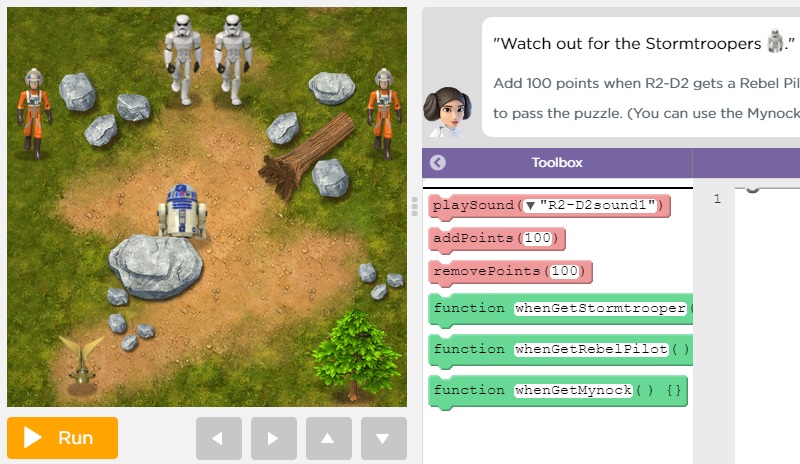 "Watch out for the Stormtroopers ."
Add 100 points when R2-D2 gets a Rebel Pil
to pass the puzzle. (You can use the Mynock
Toolbox
playSound(▼ "R2-D2sound1")
addPoints(100)
removePoints(100)
function whenGetStormtrooper(
function whenGetRebelPilot()
function whenGetMynock() {}
1
Run